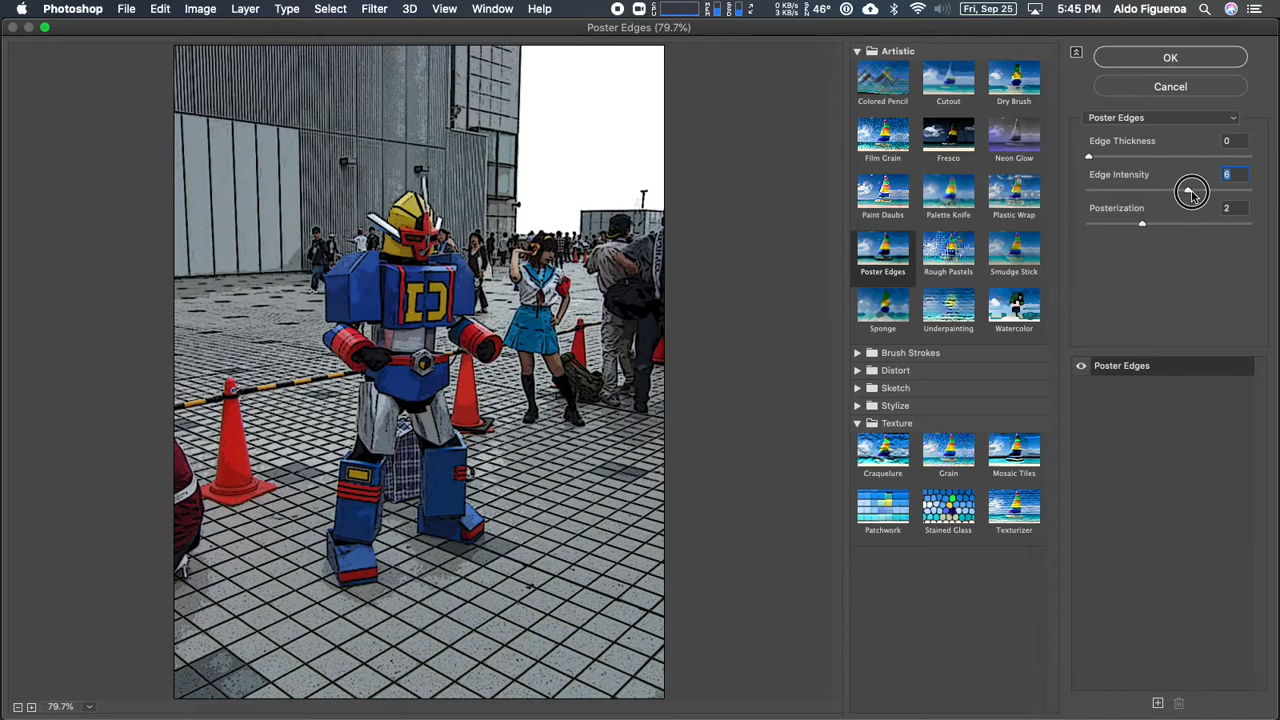 Photoshop File Edit Image Layer Type Select Filter 3D View Window Help
0 KB/s
3 KB/s
46° Fri, Sep 25 5:45 PM Aldo Figueroa
Poster Edges (79.7%)
Artistic
Colored Pencil Cutout Dry Brush
Film Grain Fresco Neon Glow
Paint Daubs Palette Knife Plastic Wrap
Poster Edges Rough Pastels Smudge Stick
Sponge Underpainting Watercolor
Brush Strokes
Distort
Sketch
Stylize
Texture
Craquelure Grain Mosaic Tiles
Patchwork Stained Glass Texturizer
OK
Cancel
Poster Edges
Edge Thickness 0
Edge Intensity 6
Posterization 2
Poster Edges
D
79.7%